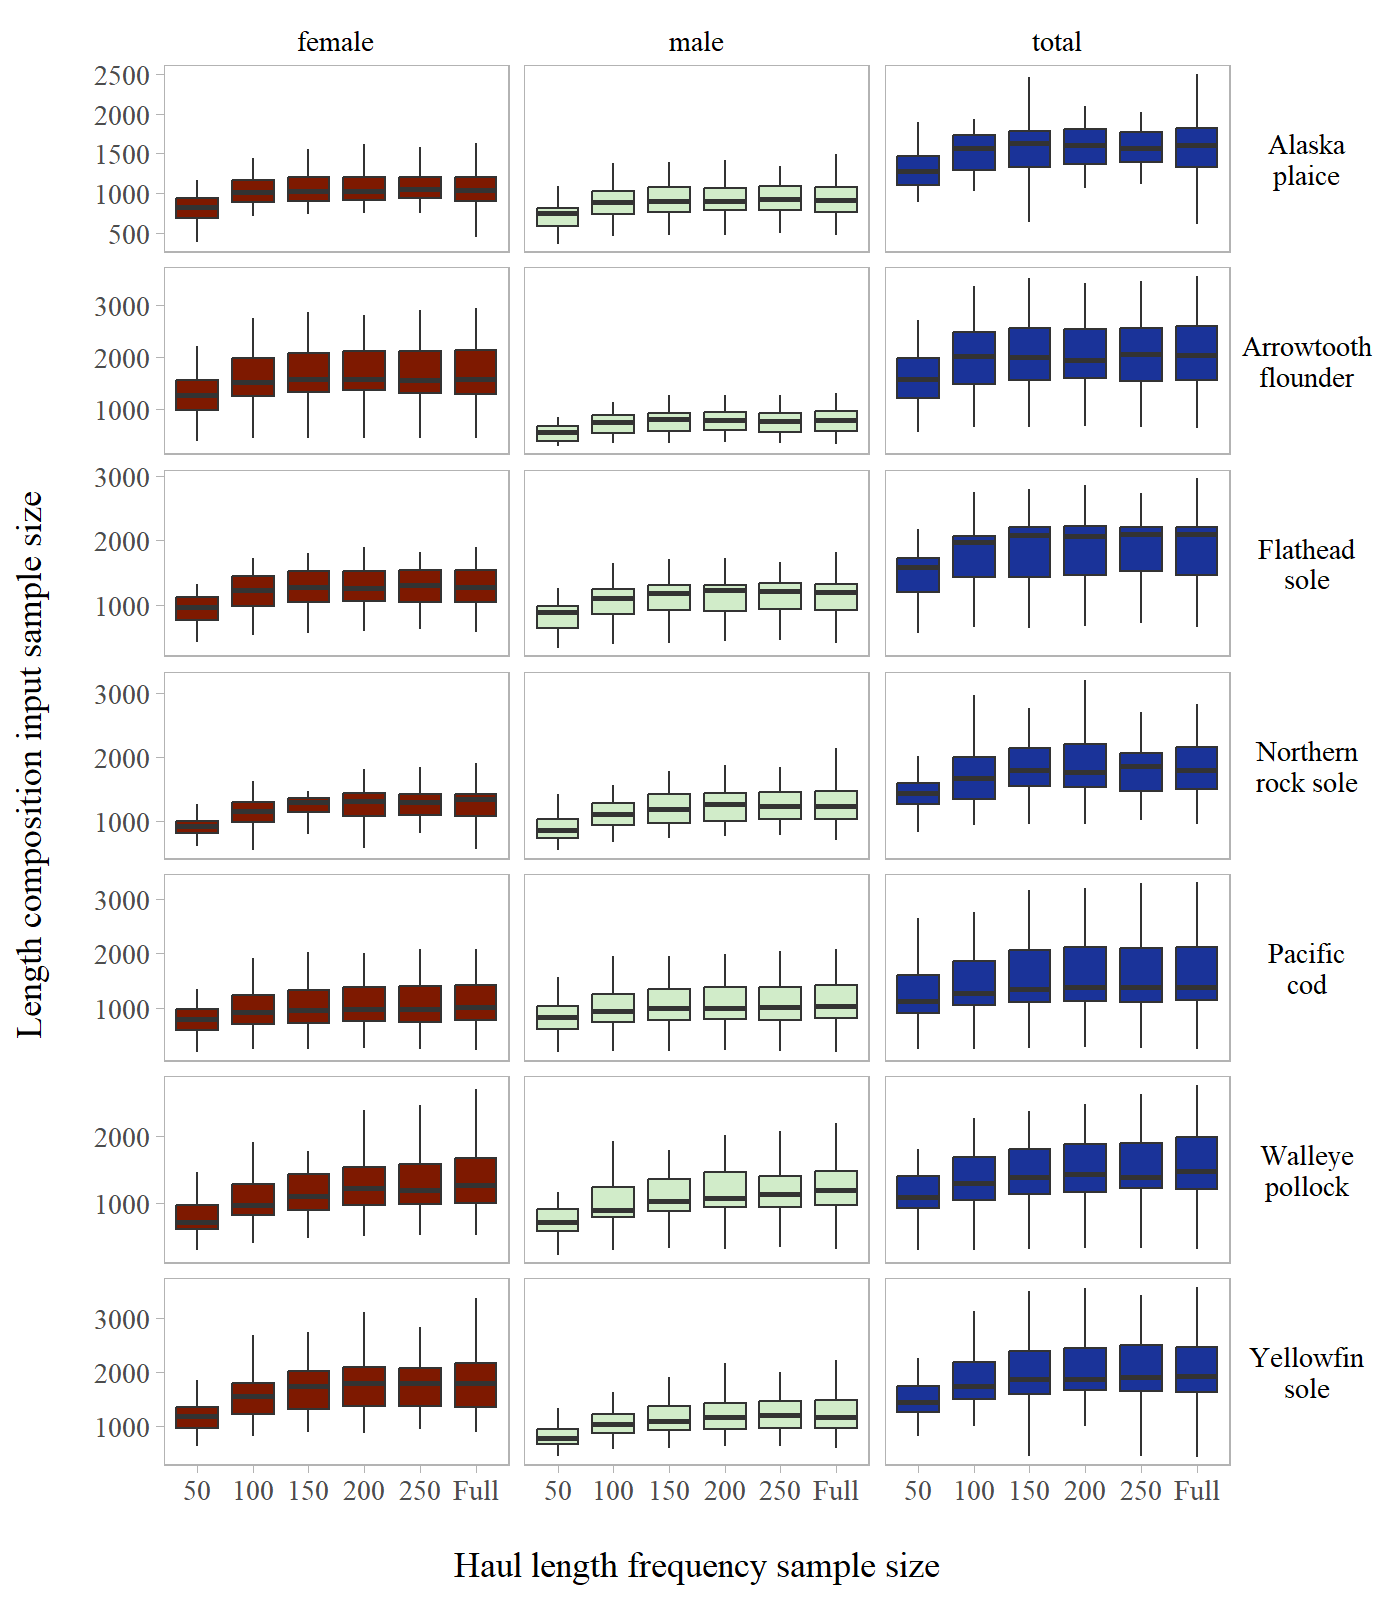 female male total
2500
2000
1500
1000
500
Alaska
plaice
3000
2000
1000
Arrowtooth
flounder
3000
2000
1000
Flathead
sole
3000
2000
1000
Northern
rock sole
3000
2000
1000
Pacific
cod
2000
1000
Walleye
pollock
3000
2000
1000
Yellowfin
sole
Length composition input sample size
50 100 150 200 250 Full 50 100 150 200 250 Full 50 100 150 200 250 Full
Haul length frequency sample size